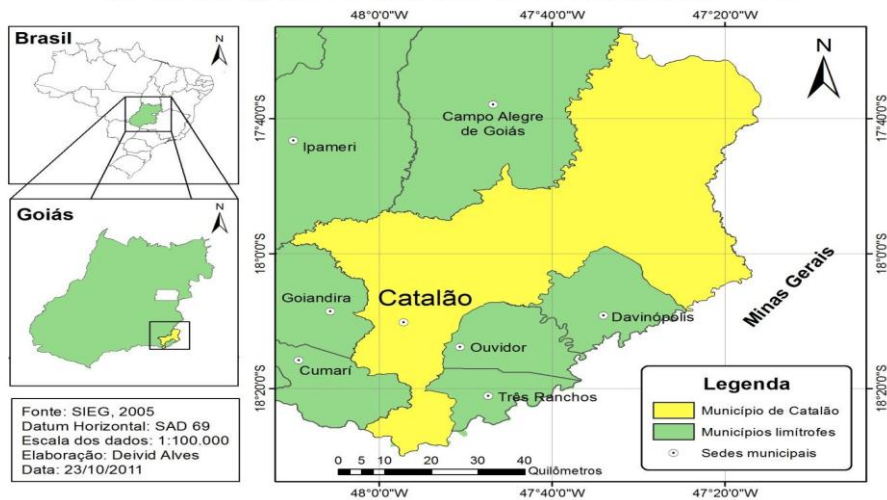 Brasil
N
Goiás
N
Fonte: SIEG, 2005
Datum Horizontal: SAD 69
Escala dos dados: 1:100.000
Elaboração: Deivid Alves
Data: 23/10/2011
48°0'0"W
47°40'0"W
47°20'0"W
17°40'0"S
18°0'0"S
18°20'0"S
N
Campo Alegre
de Goiás
Ipameri
Goiandira
Catalão
Davinópolis
Ouvidor
Cumarí
Três Ranchos
Minas Gerais
17°40'0"S
18°0'0"S
18°20'0"S
Legenda
Município de Catalão
Municípios limítrofes
Sedes municipais
0 5 10 20 30 40
Quilômetros
48°0'0"W
47°40'0"W
47°20'0"W